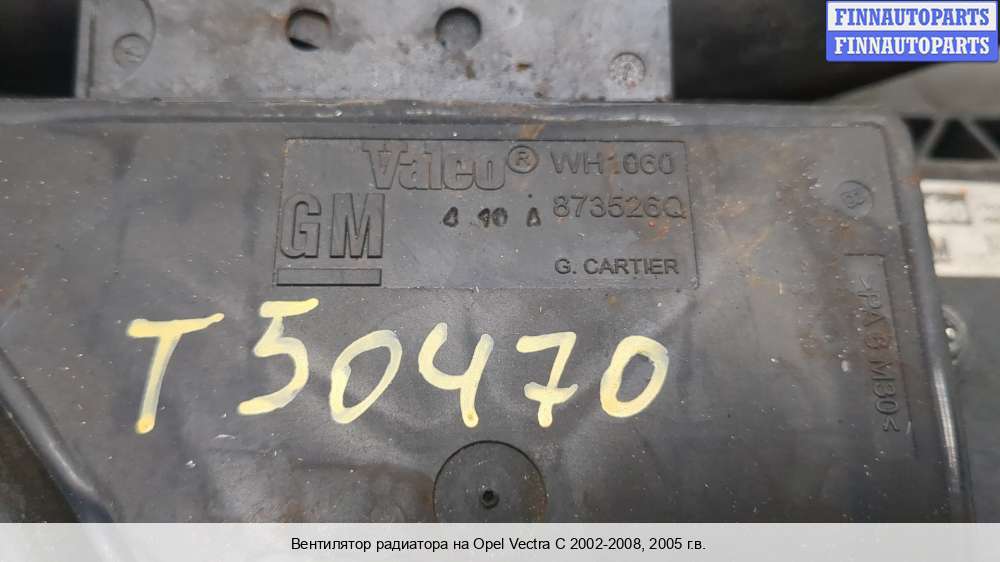 FINNAUTOPARTS
FINNAUTOPARTS
Valeo® WH1060
GM 4 10 A 873526Q
G. CARTIER
>PA 6 M30<
T50470
Вентилятор радиатора на Opel Vectra C 2002-2008, 2005 г.в.